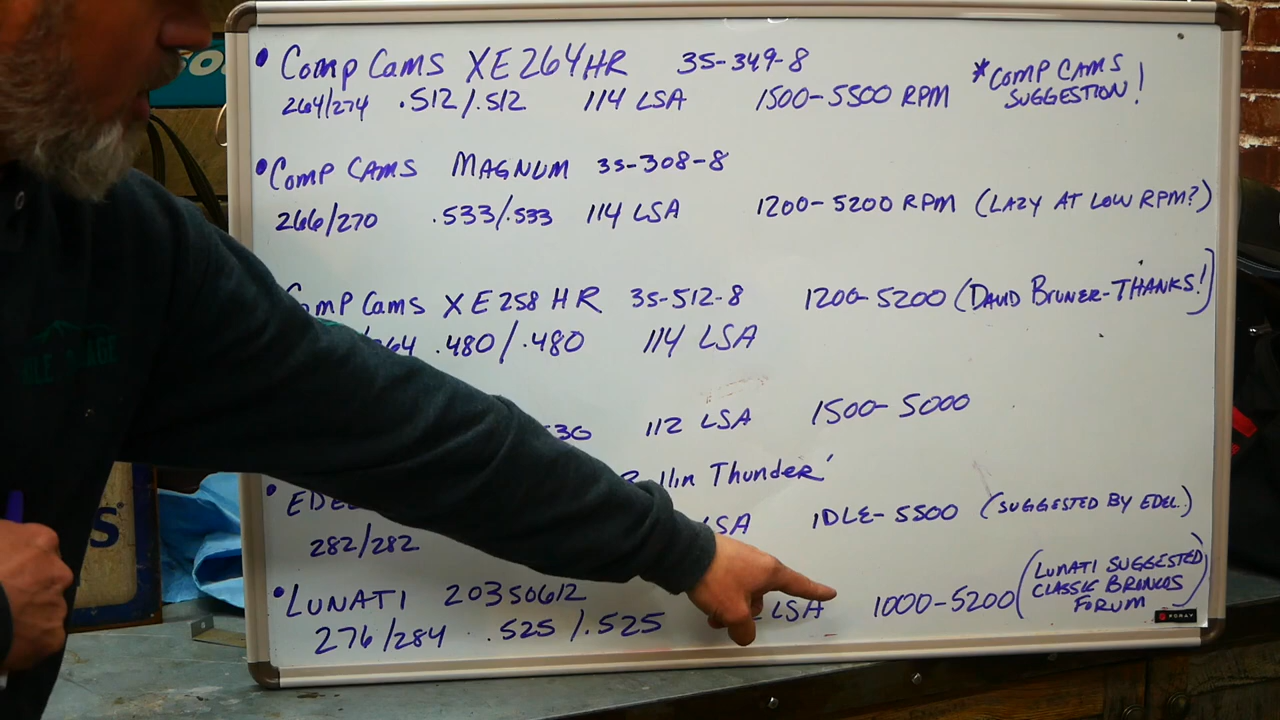 • Comp Cams XE264HR 35-349-8
264/274 .512/.512 114 LSA 1500-5500 RPM
*COMP CAMS
SUGGESTION!
• Comp CAMS MAGNUM 35-308-8
266/270 .533/.533 114 LSA 1200-5200 RPM (LAZY AT LOW RPM?)
Comp Cams XE258HR 35-512-8 1200-5200 (DAVID BRUNER-THANKS!)
.480/.480 114 LSA
112 LSA 1500-5000
Thunder'
IDLE-5500 (SUGGESTED BY EDEL.)
282/282
• LUNATI 20350612
276/284 .525/.525 LSA 1000-5200
(LUNATI SUGGESTED
CLASSIC BRONCOS
FORUM)
FORAY